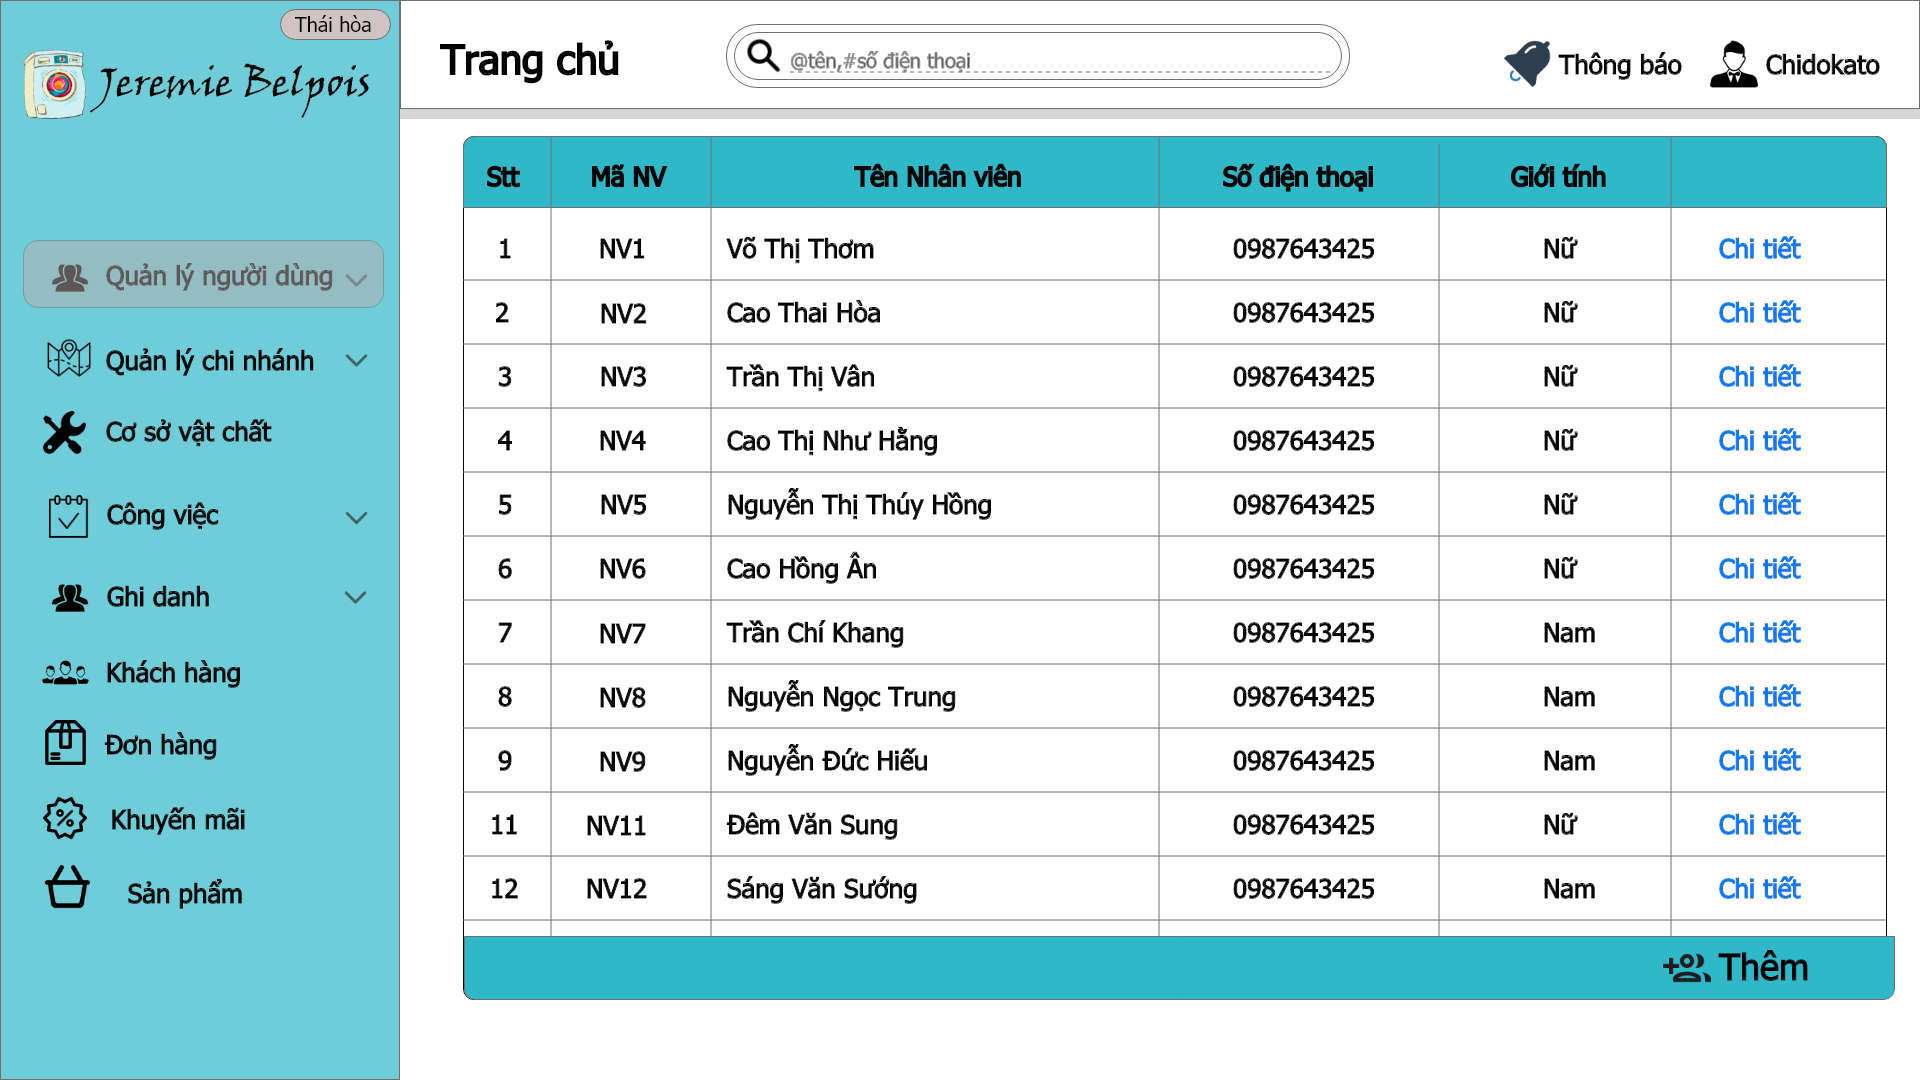 Thái hòa
Jeremie Belpois
Trang chủ
@tên,#số điện thoại
Thông báo
Chidokato
Quản lý người dùng
Quản lý chi nhánh
Cơ sở vật chất
Công việc
Ghi danh
Khách hàng
Đơn hàng
Khuyến mãi
Sản phẩm
Stt Mã NV Tên Nhân viên Số điện thoại Giới tính
1 NV1 Võ Thị Thơm 0987643425 Nữ Chi tiết
2 NV2 Cao Thai Hòa 0987643425 Nữ Chi tiết
3 NV3 Trần Thị Vân 0987643425 Nữ Chi tiết
4 NV4 Cao Thị Như Hằng 0987643425 Nữ Chi tiết
5 NV5 Nguyễn Thị Thúy Hồng 0987643425 Nữ Chi tiết
6 NV6 Cao Hồng Ân 0987643425 Nữ Chi tiết
7 NV7 Trần Chí Khang 0987643425 Nam Chi tiết
8 NV8 Nguyễn Ngọc Trung 0987643425 Nam Chi tiết
9 NV9 Nguyễn Đức Hiếu 0987643425 Nam Chi tiết
11 NV11 Đêm Văn Sung 0987643425 Nữ Chi tiết
12 NV12 Sáng Văn Sướng 0987643425 Nam Chi tiết
Thêm